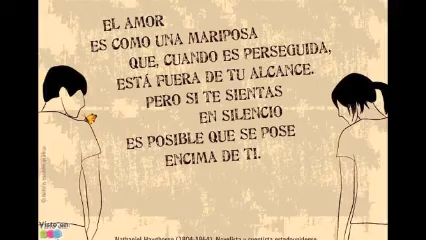 EL AMOR
ES COMO UNA MARIPOSA
QUE, CUANDO ES PERSEGUIDA,
ESTÁ FUERA DE TU ALCANCE.
PERO SI TE SIENTAS
EN SILENCIO
ES POSIBLE QUE SE POSE
ENCIMA DE TI.
Visto en
Nathaniel Hawthorne (1804-1864). Novelista y cuentista estadounidense